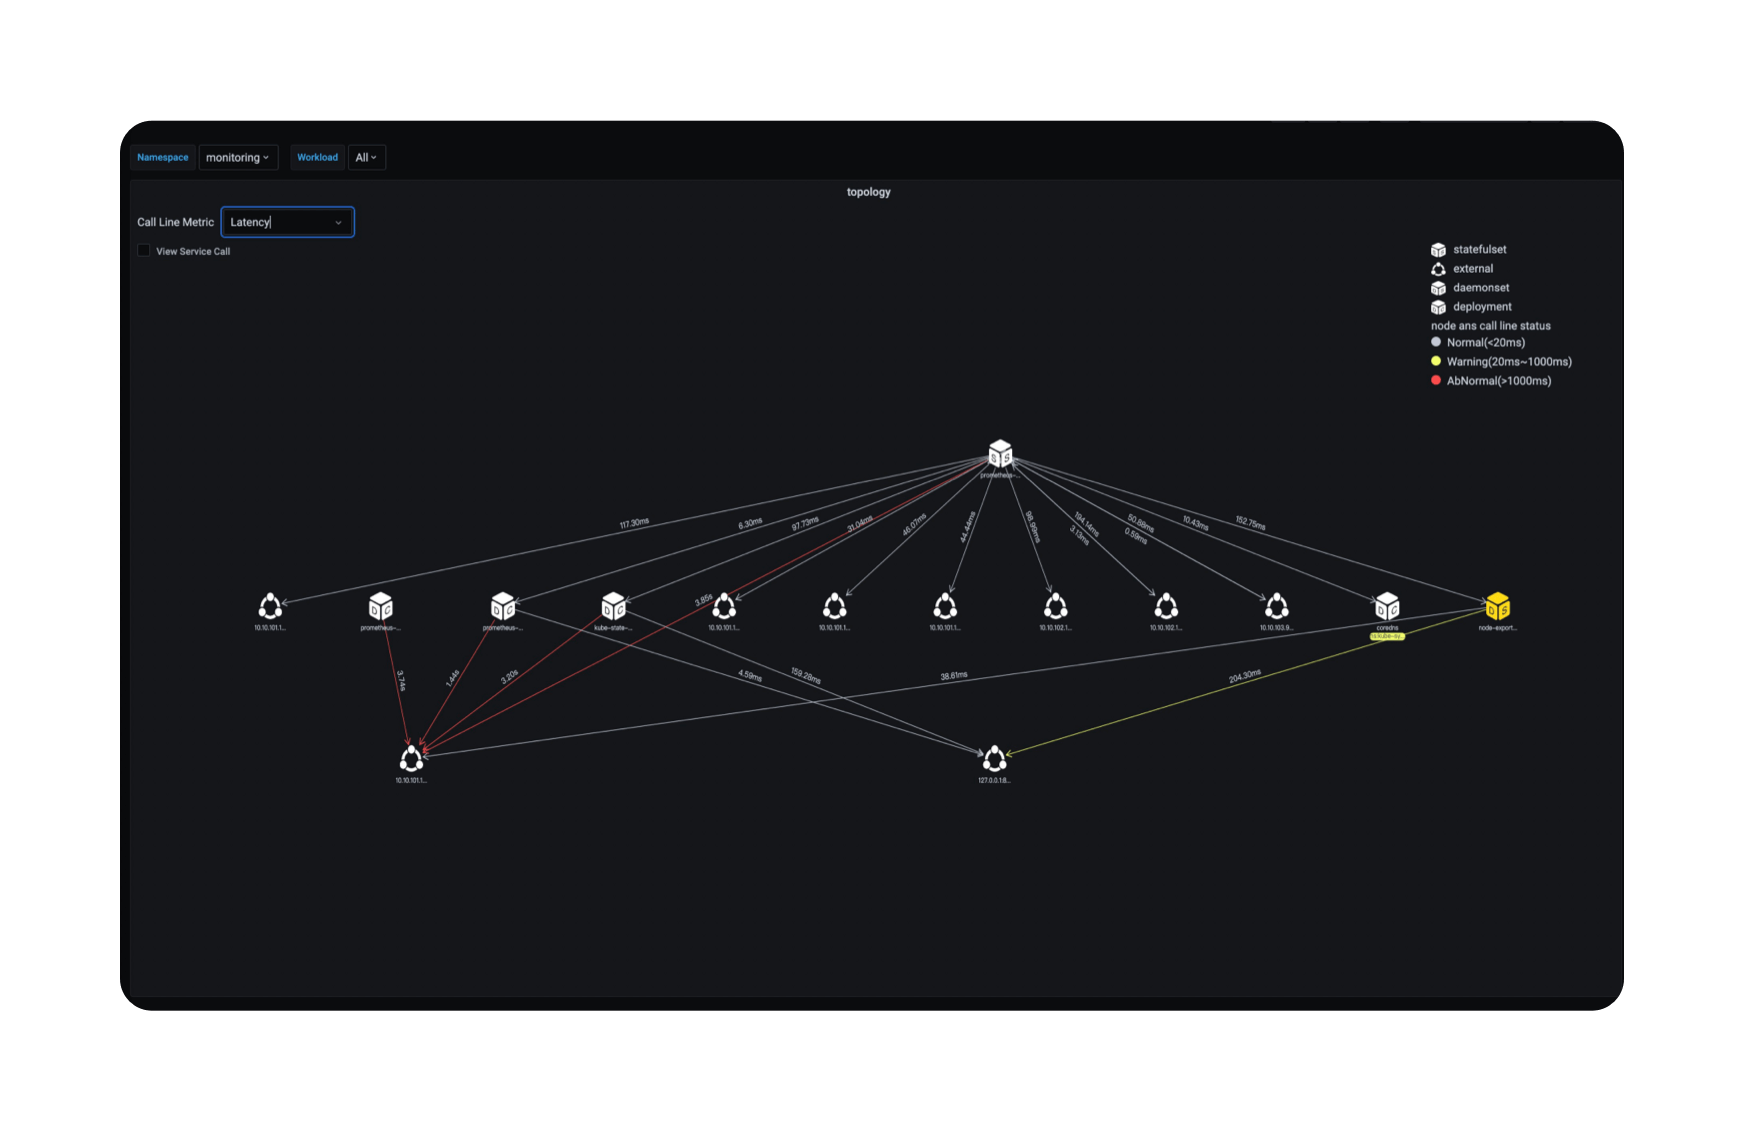 Namespace monitoring Workload All
topology
Call Line Metric Latency
View Service Call
statefulset
external
daemonset
deployment
node ans call line status
Normal(<20ms)
Warning(20ms~1000ms)
AbNormal(>1000ms)
prometheus-...
117.30ms
6.30ms
97.73ms
31.04ms
46.07ms
44.44ms
98.99ms
194.14ms
3.13ms
50.88ms
0.59ms
10.43ms
152.75ms
3.85s
10.10.101.1...
prometheus-...
prometheus-...
kube-state-...
10.10.101.1...
10.10.101.1...
10.10.101.1...
10.10.102.1...
10.10.102.1...
10.10.103.9...
coredns
node-export...
3.74s
1.44s
3.20s
4.59ms
159.28ms
38.61ms
204.30ms
10.10.101.1...
127.0.0.1:8...